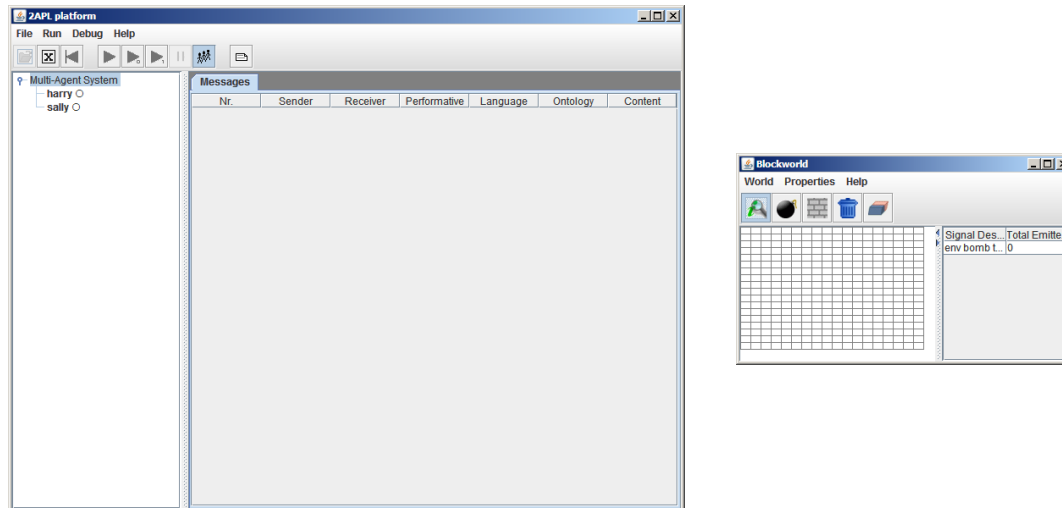 2APL platform
File Run Debug Help
Multi-Agent System
harry
sally
Messages
Nr. Sender Receiver Performative Language Ontology Content
Blockworld
World Properties Help
Signal Des... Total Emitte
env bomb t... 0